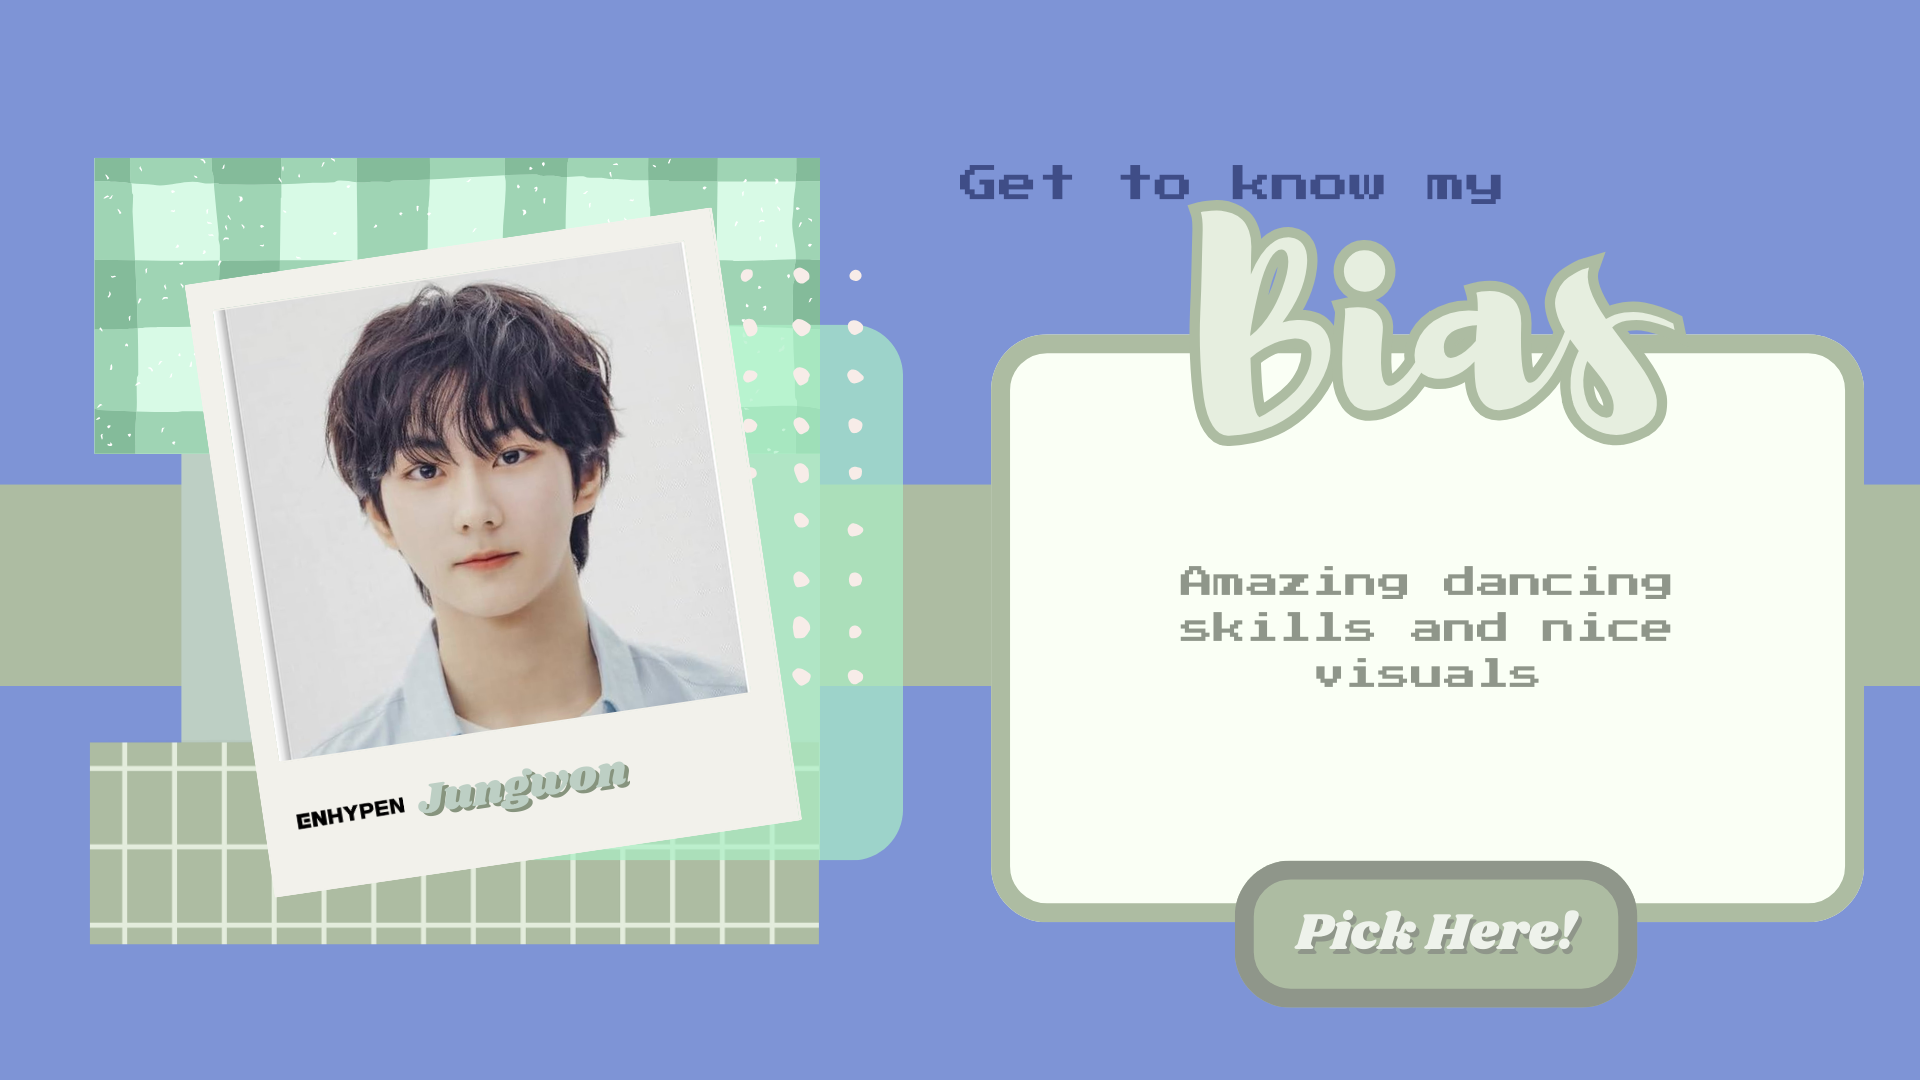 Get to know my
Bias
Amazing dancing
skills and nice
visuals
ENHYPEN Jungwon
Pick Here!